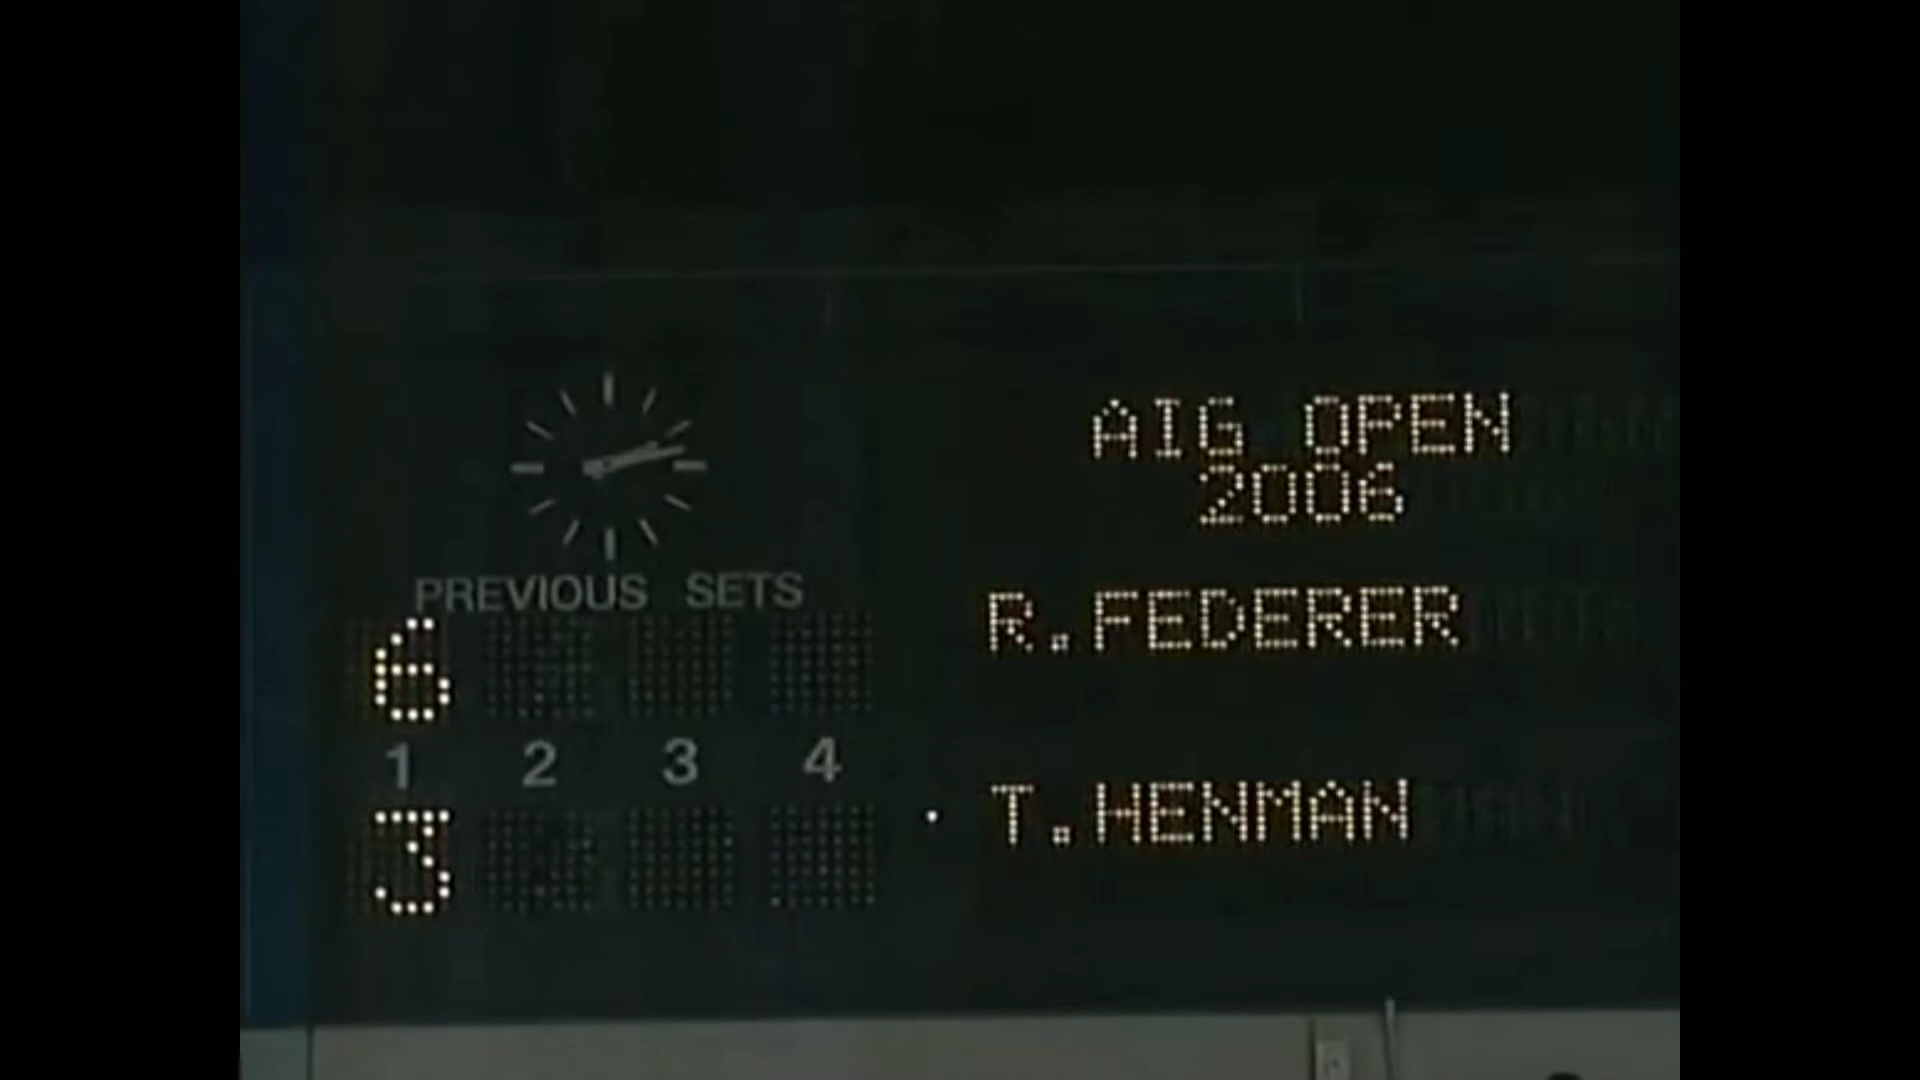 AIG OPEN
2006
PREVIOUS SETS
R.FEDERER
6
1 2 3 4
T.HENMAN
3